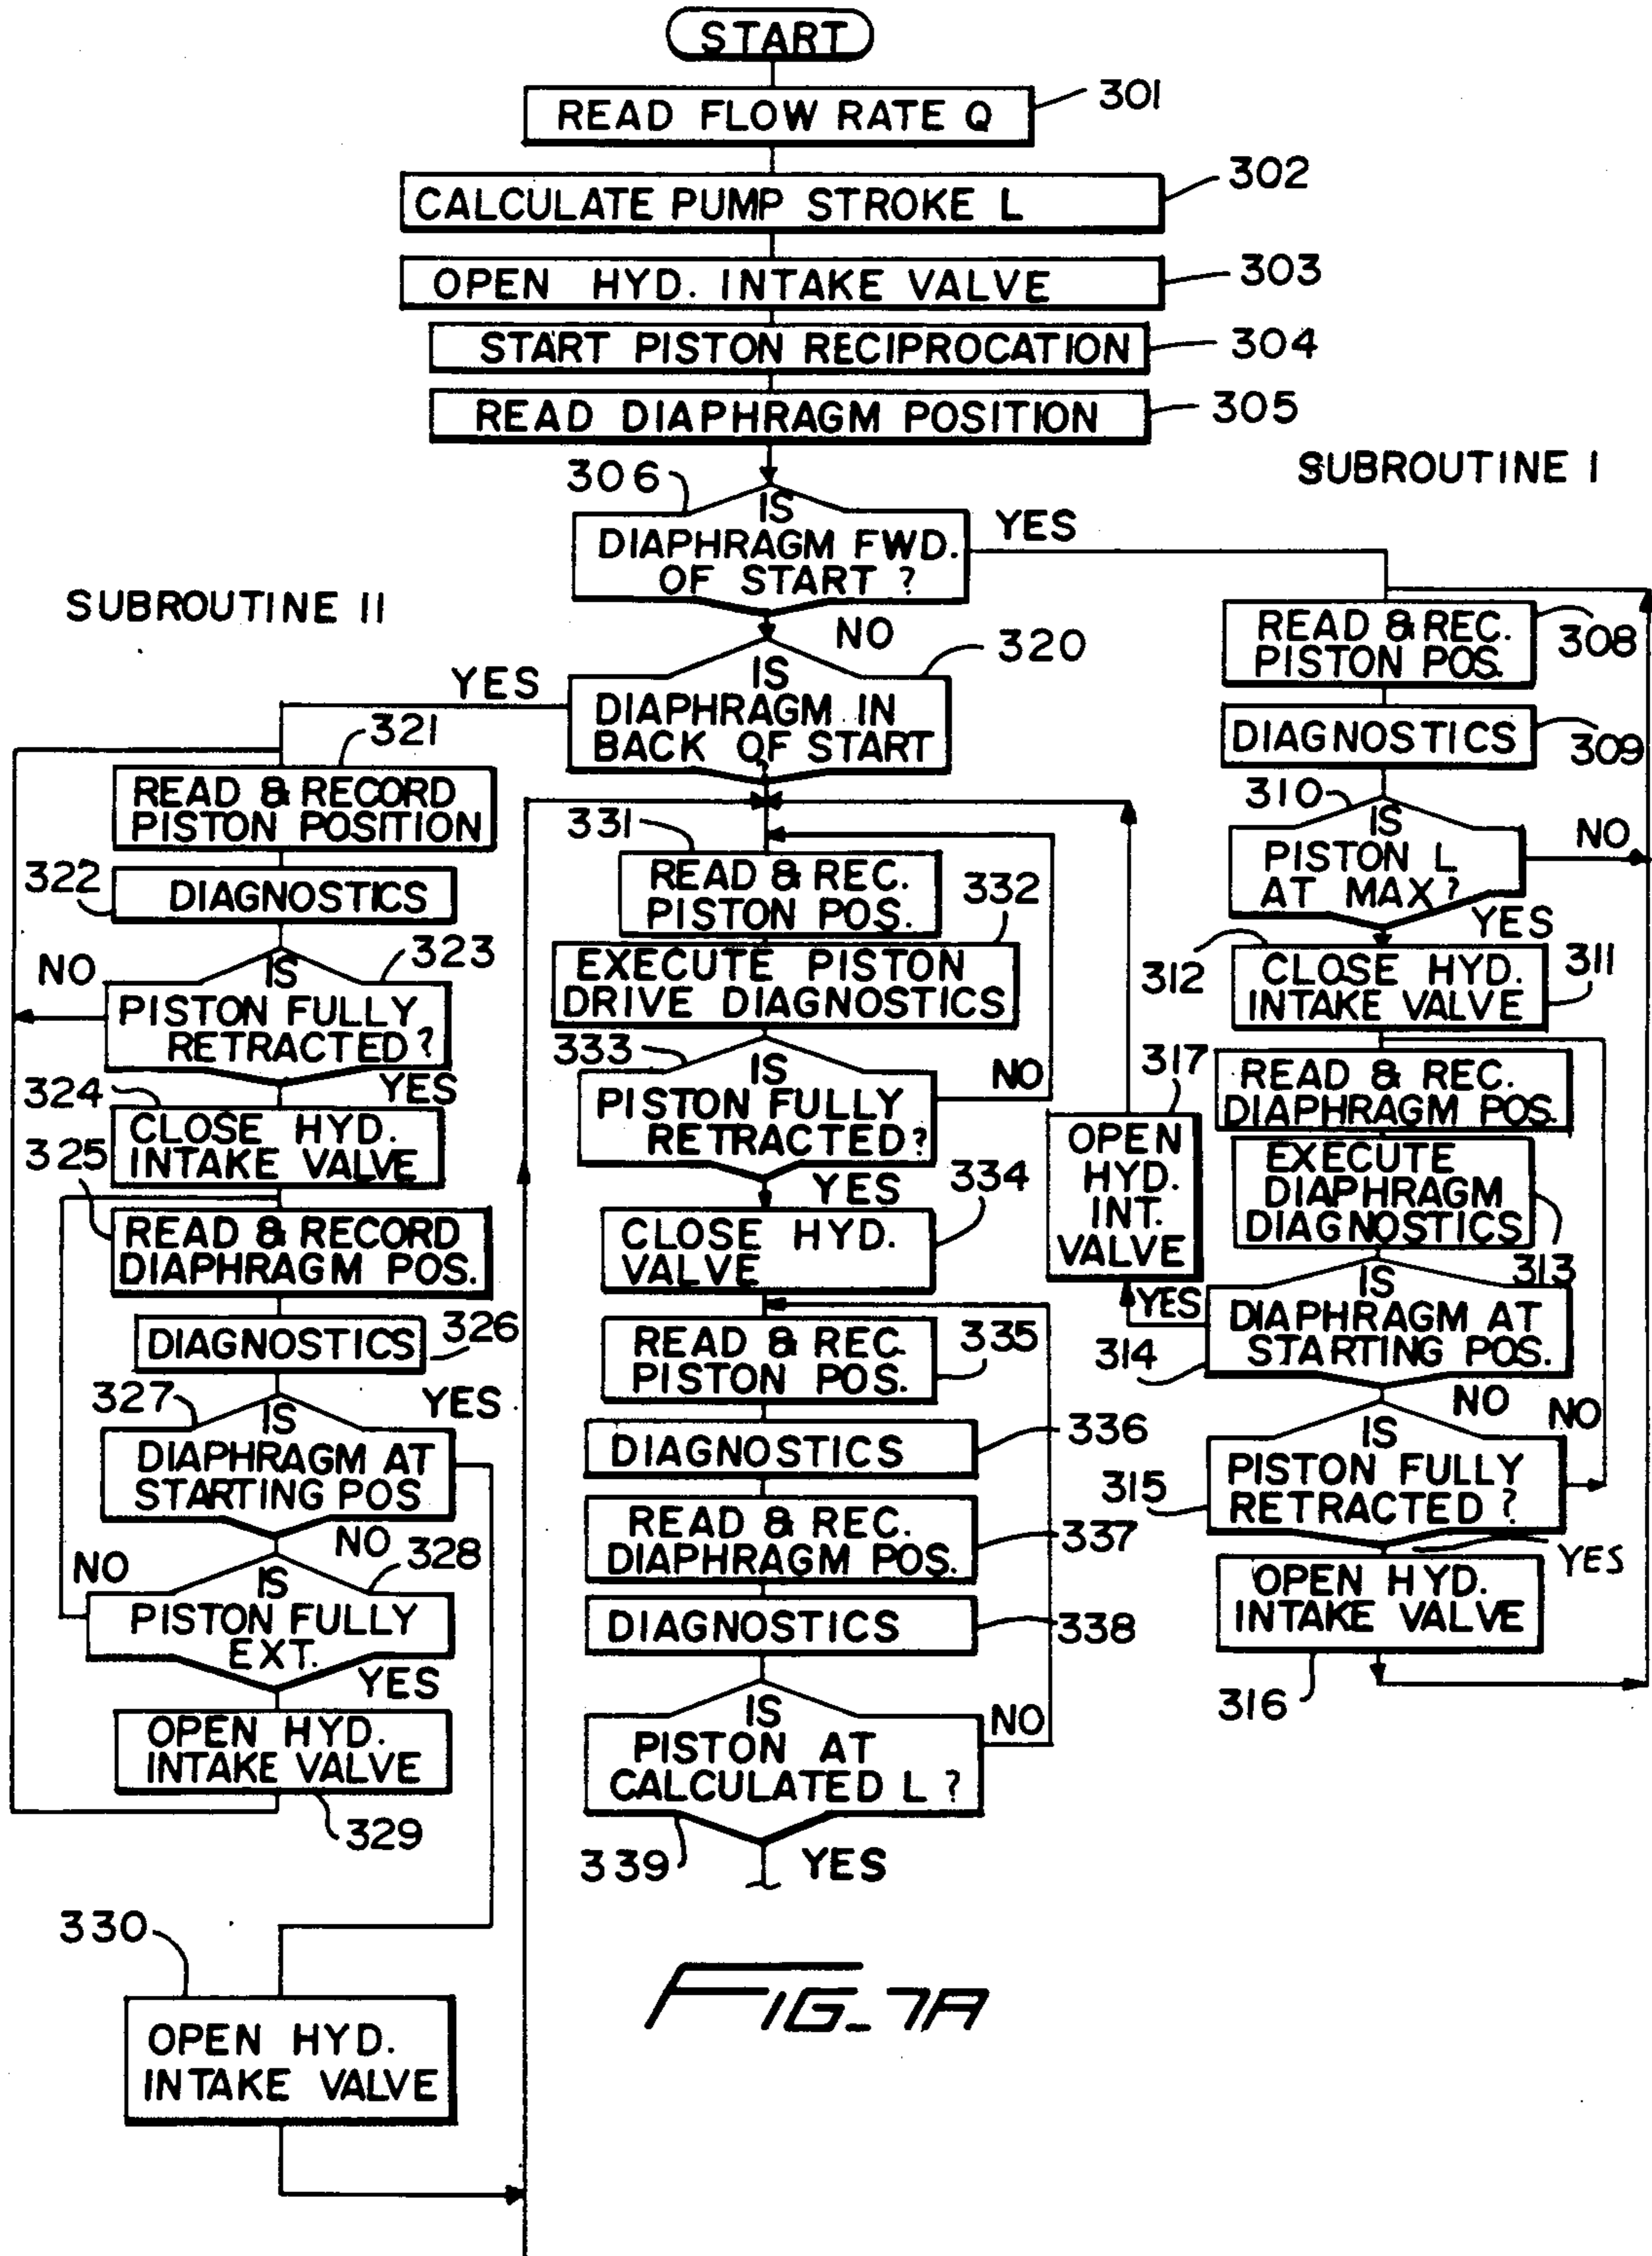 START
READ FLOW RATE Q
301
CALCULATE PUMP STROKE L
302
OPEN HYD. INTAKE VALVE
303
START PISTON RECIPROCATION
304
READ DIAPHRAGM POSITION
305
306
IS
DIAPHRAGM FWD.
OF START ?
YES
NO
SUBROUTINE I
READ & REC.
PISTON POS.
308
DIAGNOSTICS
309
310
IS
PISTON L
AT MAX?
NO
YES
312
CLOSE HYD.
INTAKE VALVE
311
READ & REC.
DIAPHRAGM POS.
EXECUTE
DIAPHRAGM
DIAGNOSTICS
313
IS
DIAPHRAGM AT
STARTING POS.
314
YES
NO
317
OPEN
HYD.
INT.
VALVE
IS
PISTON FULLY
RETRACTED ?
315
NO
YES
OPEN HYD.
INTAKE VALVE
316
SUBROUTINE II
320
IS
DIAPHRAGM IN
BACK OF START
YES
321
READ & RECORD
PISTON POSITION
322
DIAGNOSTICS
323
IS
PISTON FULLY
RETRACTED?
NO
YES
324
CLOSE HYD.
INTAKE VALVE
325
READ & RECORD
DIAPHRAGM POS.
DIAGNOSTICS
326
327
IS
DIAPHRAGM AT
STARTING POS
YES
NO
328
IS
PISTON FULLY
EXT.
NO
YES
OPEN HYD.
INTAKE VALVE
329
330
OPEN HYD.
INTAKE VALVE
331
READ & REC.
PISTON POS.
332
EXECUTE PISTON
DRIVE DIAGNOSTICS
333
IS
PISTON FULLY
RETRACTED?
NO
YES
334
CLOSE HYD.
VALVE
READ & REC.
PISTON POS.
335
DIAGNOSTICS
336
READ & REC.
DIAPHRAGM POS.
337
DIAGNOSTICS
338
IS
PISTON AT
CALCULATED L ?
NO
339
YES
FIG_7A